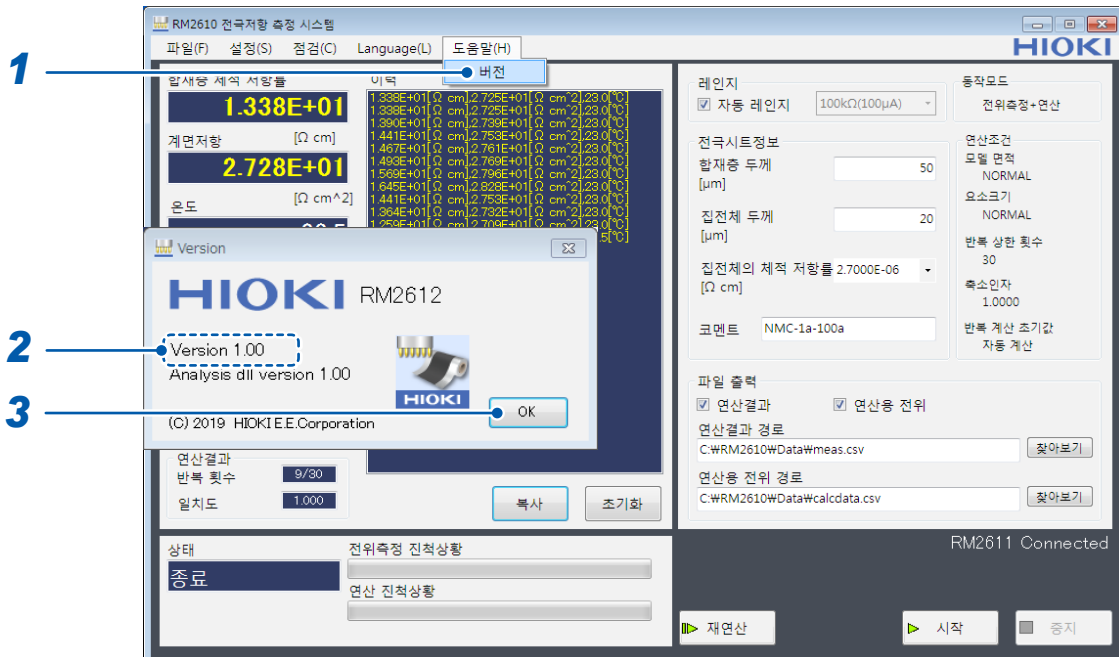 RM2610 전극저항 측정 시스템
파일(F) 설정(S) 점검(C) Language(L) 도움말(H)
HIOKI
1
버전
합재층 체적 저항률
1.338E+01
[Ω cm]
계면저항
2.728E+01
[Ω cm^2]
온도
이력
1.338E+01[Ω cm],2.725E+01[Ω cm^2],23.0[℃]
1.338E+01[Ω cm],2.725E+01[Ω cm^2],23.0[℃]
1.390E+01[Ω cm],2.739E+01[Ω cm^2],23.0[℃]
1.441E+01[Ω cm],2.753E+01[Ω cm^2],23.0[℃]
1.467E+01[Ω cm],2.761E+01[Ω cm^2],23.0[℃]
1.493E+01[Ω cm],2.769E+01[Ω cm^2],23.0[℃]
1.569E+01[Ω cm],2.796E+01[Ω cm^2],23.0[℃]
1.645E+01[Ω cm],2.828E+01[Ω cm^2],23.0[℃]
1.441E+01[Ω cm],2.753E+01[Ω cm^2],23.0[℃]
1.364E+01[Ω cm],2.732E+01[Ω cm^2],23.0[℃]
1.259E+01[Ω cm],2.709E+01[Ω cm^2],23.0[℃]
.5[℃]
Version
HIOKI RM2612
2
Version 1.00
Analysis dll version 1.00
HIOKI
3
OK
(C) 2019 HIOKI E.E.Corporation
연산결과
반복 횟수 9/30
일치도 1.000
복사 초기화
상태
종료
전위측정 진척상황
연산 진척상황
레인지
자동 레인지 100kΩ(100μA)
동작모드
전위측정+연산
전극시트정보
합재층 두께 50
[μm]
집전체 두께 20
[μm]
집전체의 체적 저항률 2.7000E-06
[Ω cm]
코멘트 NMC-1a-100a
연산조건
모델 면적
NORMAL
요소크기
NORMAL
반복 상한 횟수
30
축소인자
1.0000
반복 계산 초기값
자동 계산
파일 출력
연산결과 연산용 전위
연산결과 경로
C:₩RM2610₩Data₩meas.csv 찾아보기
연산용 전위 경로
C:₩RM2610₩Data₩calcdata.csv 찾아보기
RM2611 Connected
재연산 시작 중지